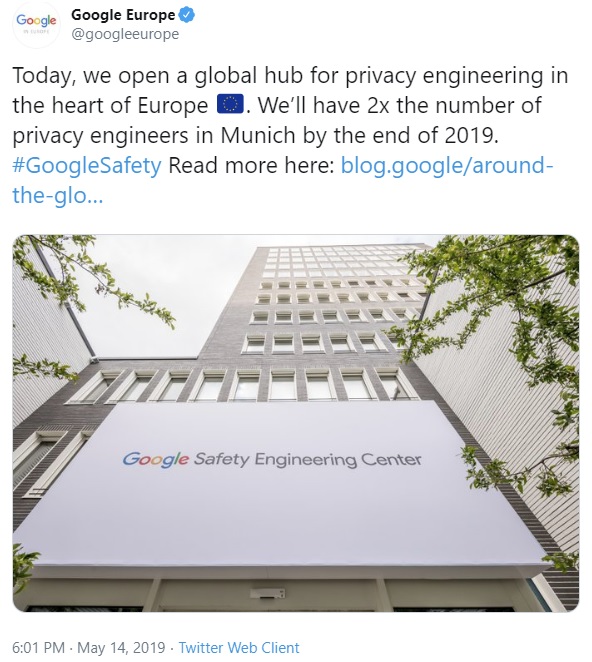 Google Europe
@googleeurope
Google
IN EUROPE
Today, we open a global hub for privacy engineering in
the heart of Europe 🇪🇺. We’ll have 2x the number of
privacy engineers in Munich by the end of 2019.
#GoogleSafety Read more here: blog.google/around-
the-glo...
Google Safety Engineering Center
6:01 PM · May 14, 2019 · Twitter Web Client